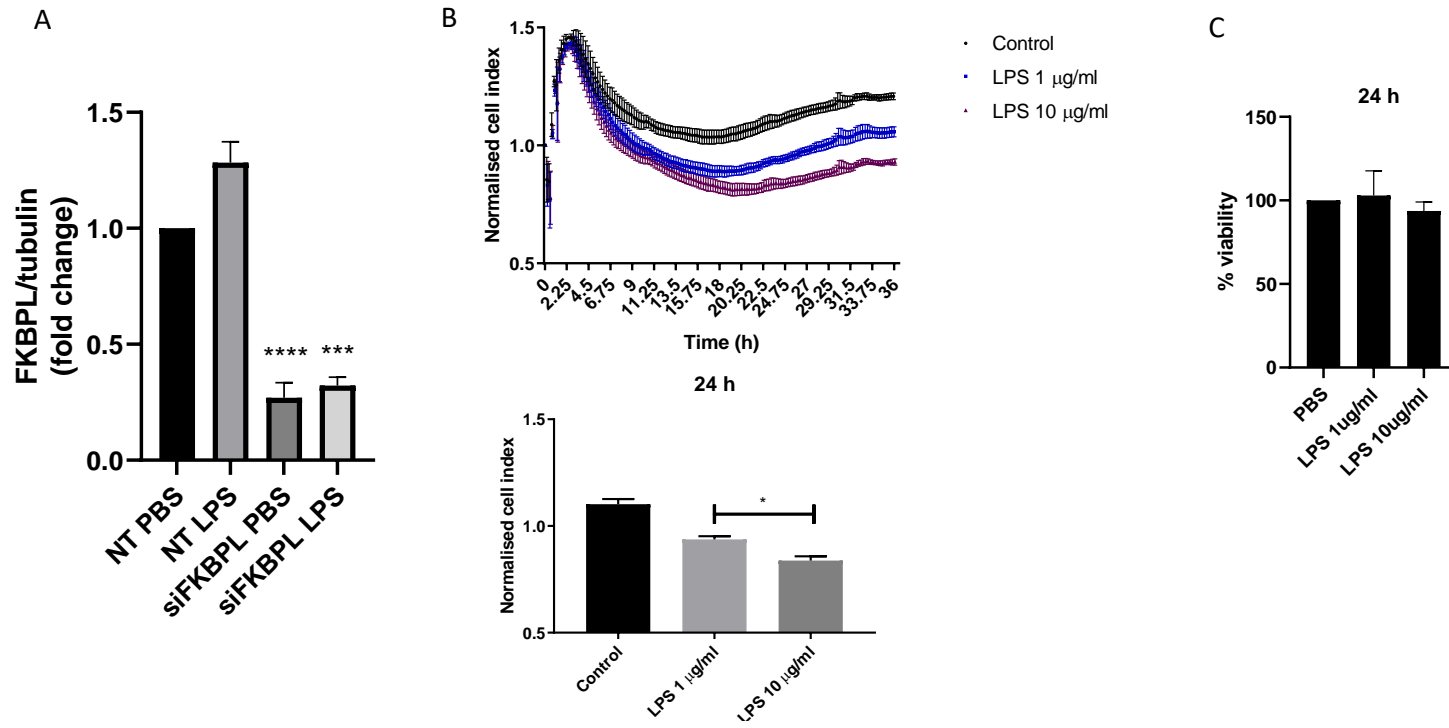 A
FKBPL/tubulin
(fold change)
1.5
1.0
0.5
0.0
****
***
NT PBS
NT LPS
siFKBPL PBS
siFKBPL LPS
B
Normalised cell index
1.5
1.0
0.5
0
2.25
4.5
6.75
9
11.25
13.5
15.75
18
20.25
22.5
24.75
27
29.25
31.5
33.75
36
Time (h)
Control
LPS 1 μg/ml
LPS 10 μg/ml
24 h
Normalised cell index
1.5
1.0
0.5
*
Control
LPS 1 μg/ml
LPS 10 μg/ml
C
24 h
% viability
150
100
50
0
PBS
LPS 1ug/ml
LPS 10ug/ml